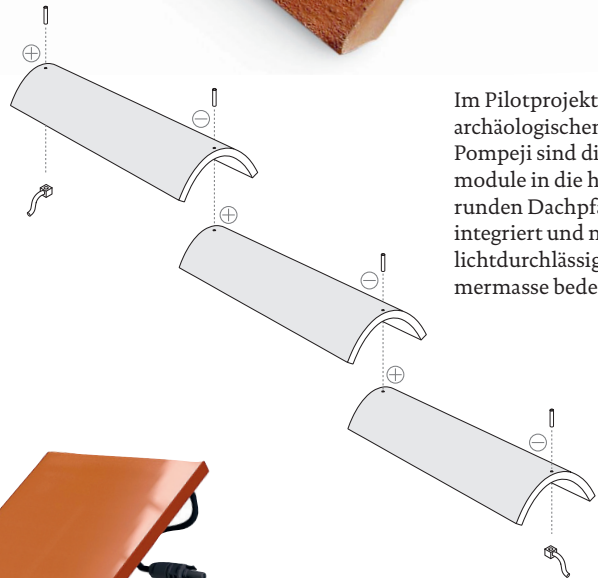 Im Pilotprojekt
archäologischen
Pompeji sind di
module in die h
runden Dachpf
integriert und n
lichtdurchlässig
mermasse bede
+
−
+
−
+
−